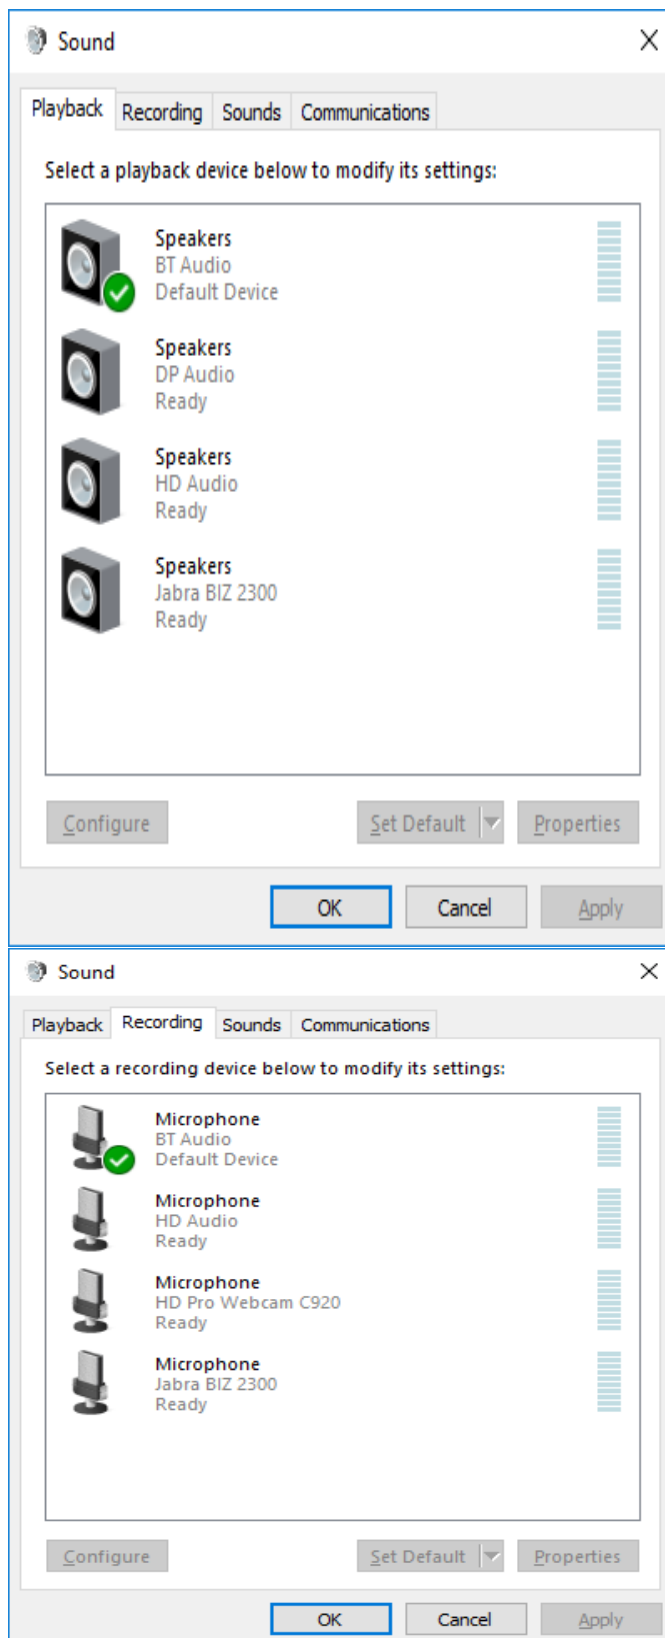 Sound
Playback Recording Sounds Communications
Select a playback device below to modify its settings:
Speakers
BT Audio
Default Device
Speakers
DP Audio
Ready
Speakers
HD Audio
Ready
Speakers
Jabra BIZ 2300
Ready
Configure Set Default Properties
OK Cancel Apply
Sound
Playback Recording Sounds Communications
Select a recording device below to modify its settings:
Microphone
BT Audio
Default Device
Microphone
HD Audio
Ready
Microphone
HD Pro Webcam C920
Ready
Microphone
Jabra BIZ 2300
Ready
Configure Set Default Properties
OK Cancel Apply